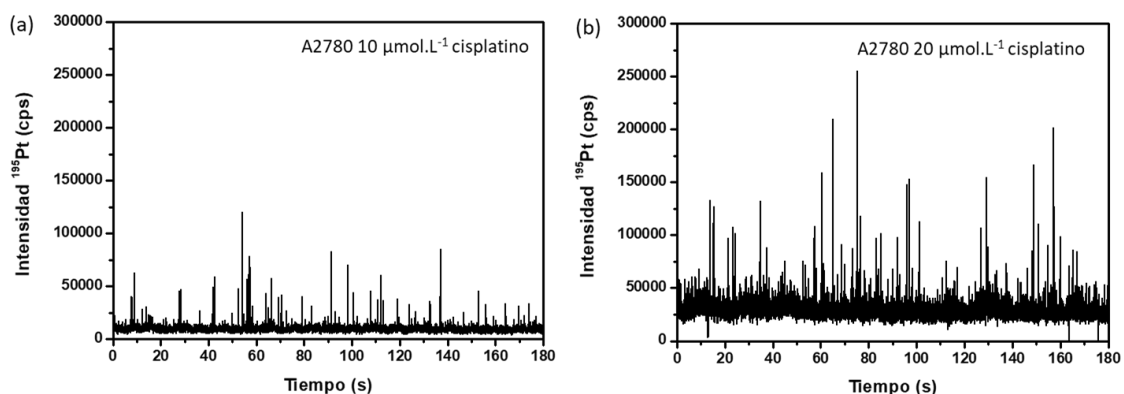 (a)
A2780 10 µmol.L⁻¹ cisplatino
Intensidad ¹⁹⁵Pt (cps)
300000
250000
200000
150000
100000
50000
0
0 20 40 60 80 100 120 140 160 180
Tiempo (s)
(b)
A2780 20 µmol.L⁻¹ cisplatino
Intensidad ¹⁹⁵Pt (cps)
300000
250000
200000
150000
100000
50000
0
0 20 40 60 80 100 120 140 160 180
Tiempo (s)